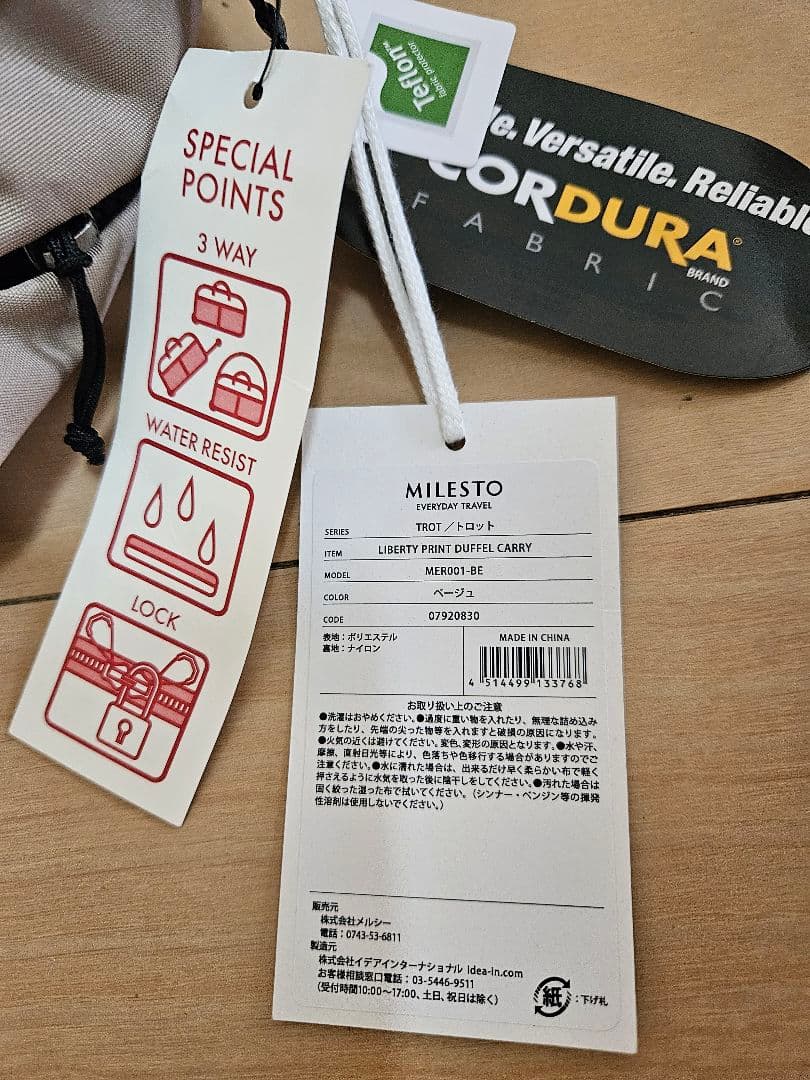 SPECIAL
POINTS
3 WAY
WATER RESIST
LOCK
Teflon™
fabric protector
Versatile. Reliable
CORDURA®
BRAND
FABRIC
MILESTO
EVERYDAY TRAVEL
SERIES TROT／トロット
ITEM LIBERTY PRINT DUFFEL CARRY
MODEL MER001-BE
COLOR ベージュ
CODE 07920830
表地：ポリエステル
裏地：ナイロン
MADE IN CHINA
4 514499 133768
お取り扱い上のご注意
●洗濯はおやめください。●過度に重い物を入れたり、無理な詰め込み
方をしたり、先端の尖った物等を入れますと破損の原因になります。
●火気の近くは避けてください。変色、変形の原因となります。●水や汗、
摩擦、直射日光等により、色落ちや色移行する場合がありますのでご
注意ください。●水に濡れた場合は、出来るだけ早く柔らかい布で軽く
押さえるように水気を取った後に陰干しをしてください。●汚れた場合は
固く絞った湿った布で拭いてください。（シンナー・ベンジン等の揮発
性溶剤は使用しないでください。）
販売元
株式会社メルシー
電話：0743-53-6811
製造元
株式会社イデアインターナショナル idea-in.com
お客様相談窓口電話：03-5446-9511
（受付時間10:00～17:00、土日、祝日は除く）
紙：下げ札